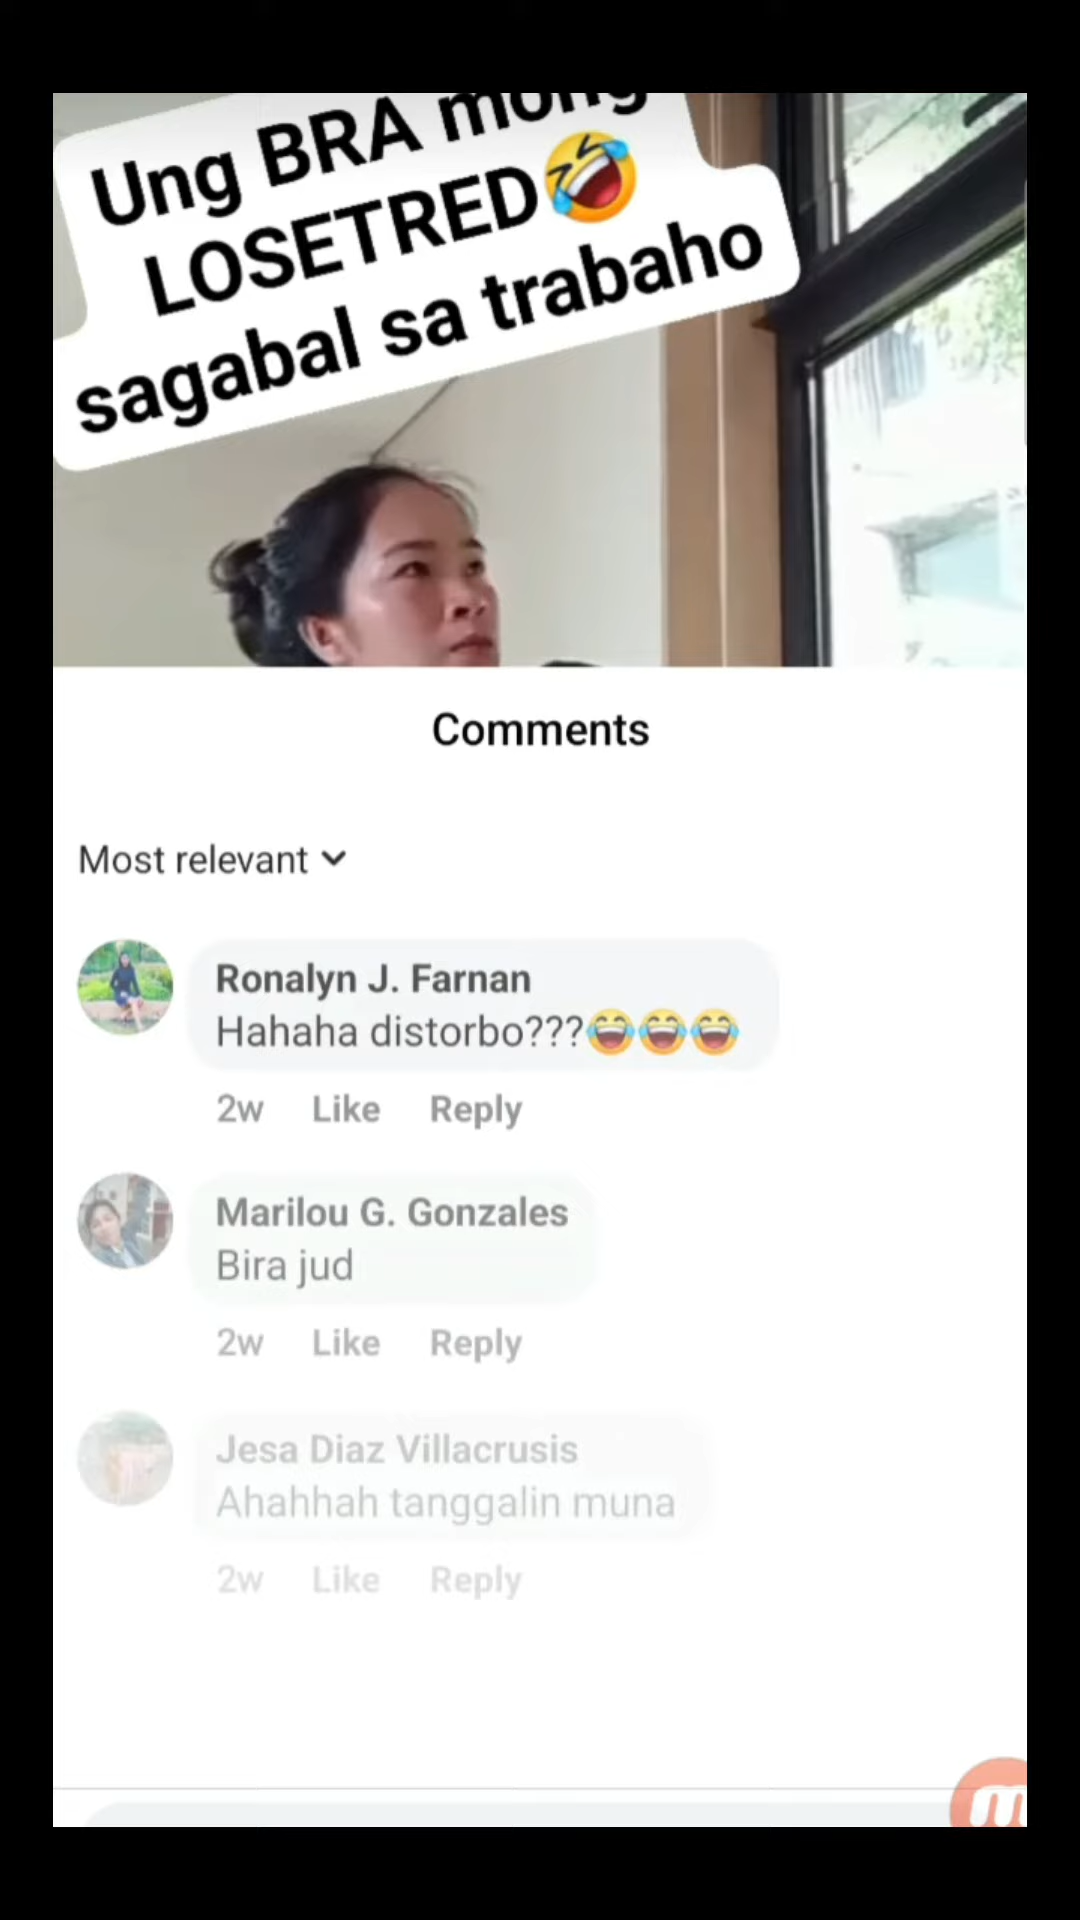 Ung BRA mong
LOSETRED🤣
sagabal sa trabaho
Comments
Most relevant
Ronalyn J. Farnan
Hahaha distorbo???😂😂😂
2w Like Reply
Marilou G. Gonzales
Bira jud
2w Like Reply
Jesa Diaz Villacrusis
Ahahhah tanggalin muna
2w Like Reply